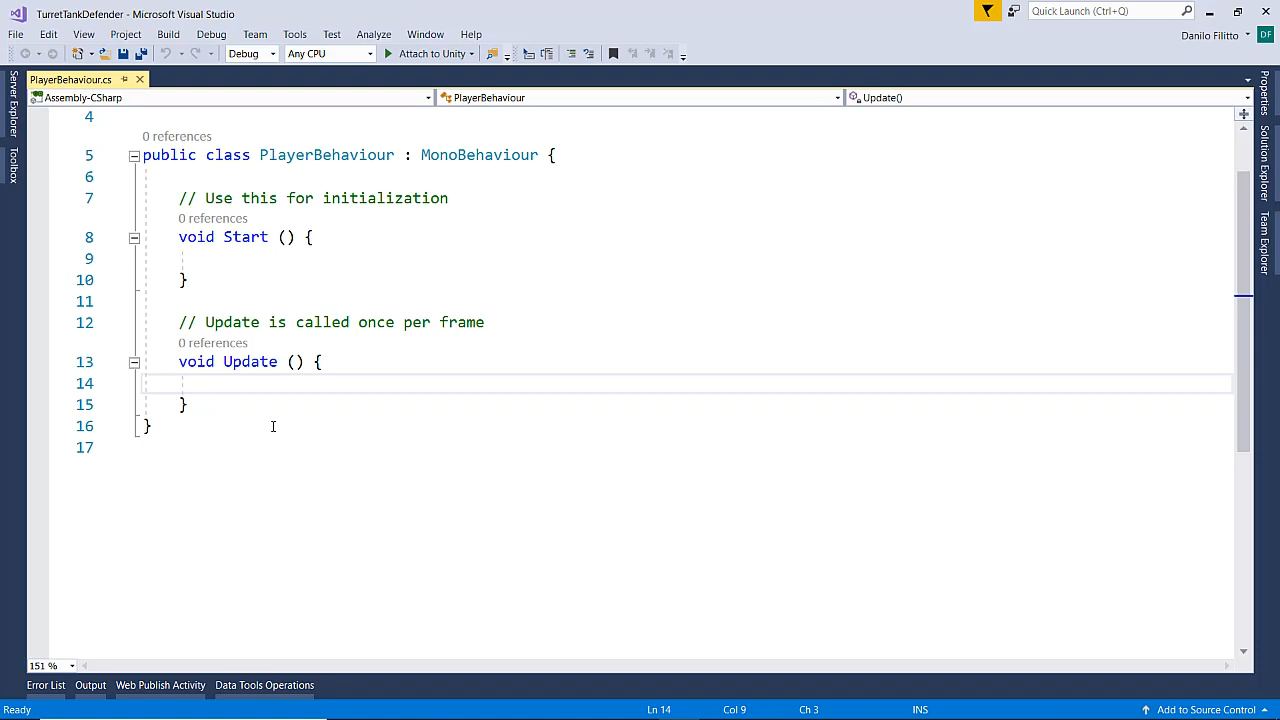 TurretTankDefender - Microsoft Visual Studio
Quick Launch (Ctrl+Q)
File Edit View Project Build Debug Team Tools Test Analyze Window Help
Danilo Filitto DF
Debug Any CPU Attach to Unity
PlayerBehaviour.cs
Assembly-CSharp PlayerBehaviour Update()
Server Explorer
Toolbox
Properties
Solution Explorer
Team Explorer
4
0 references
5 public class PlayerBehaviour : MonoBehaviour {
6
7 // Use this for initialization
0 references
8 void Start () {
9
10 }
11
12 // Update is called once per frame
0 references
13 void Update () {
14
15 }
16 }
17
151 %
Error List Output Web Publish Activity Data Tools Operations
Ready Ln 14 Col 9 Ch 3 INS Add to Source Control